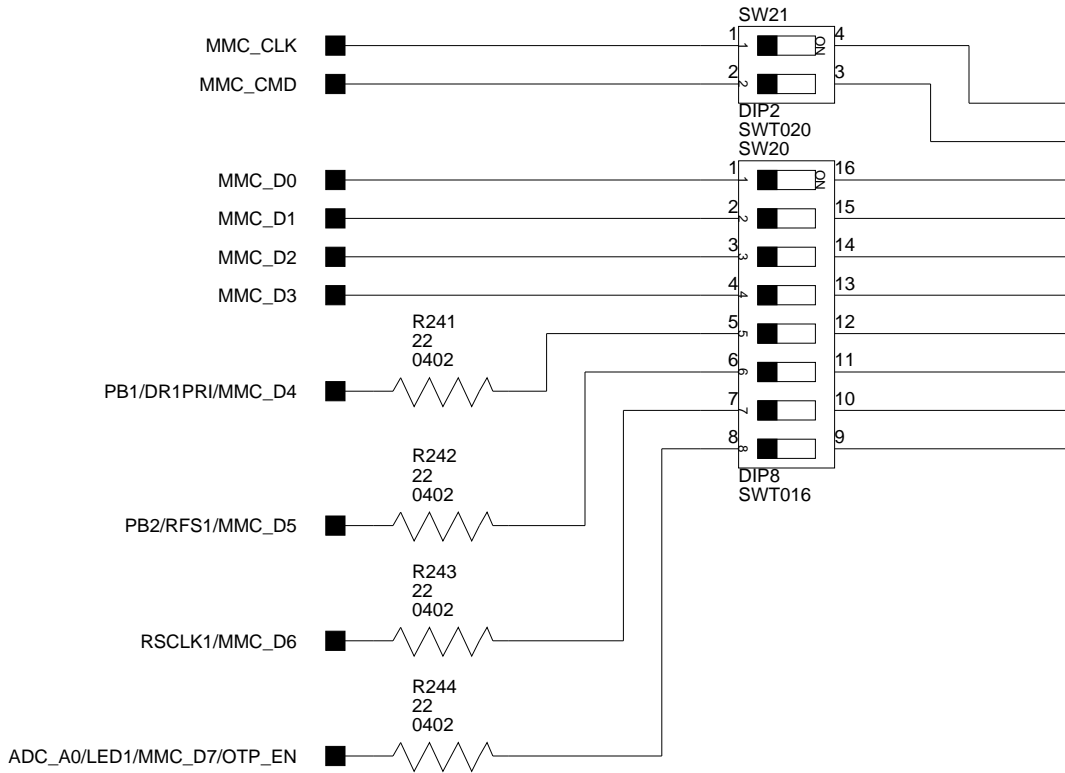 SW21
MMC_CLK 1 1 ON 4
MMC_CMD 2 2 3
DIP2
SWT020
SW20
MMC_D0 1 1 ON 16
MMC_D1 2 2 15
MMC_D2 3 3 14
MMC_D3 4 4 13
R241
22
0402
5 5 12
6 6 11
PB1/DR1PRI/MMC_D4
7 7 10
8 8 9
R242
22
0402
DIP8
SWT016
PB2/RFS1/MMC_D5
R243
22
0402
RSCLK1/MMC_D6
R244
22
0402
ADC_A0/LED1/MMC_D7/OTP_EN